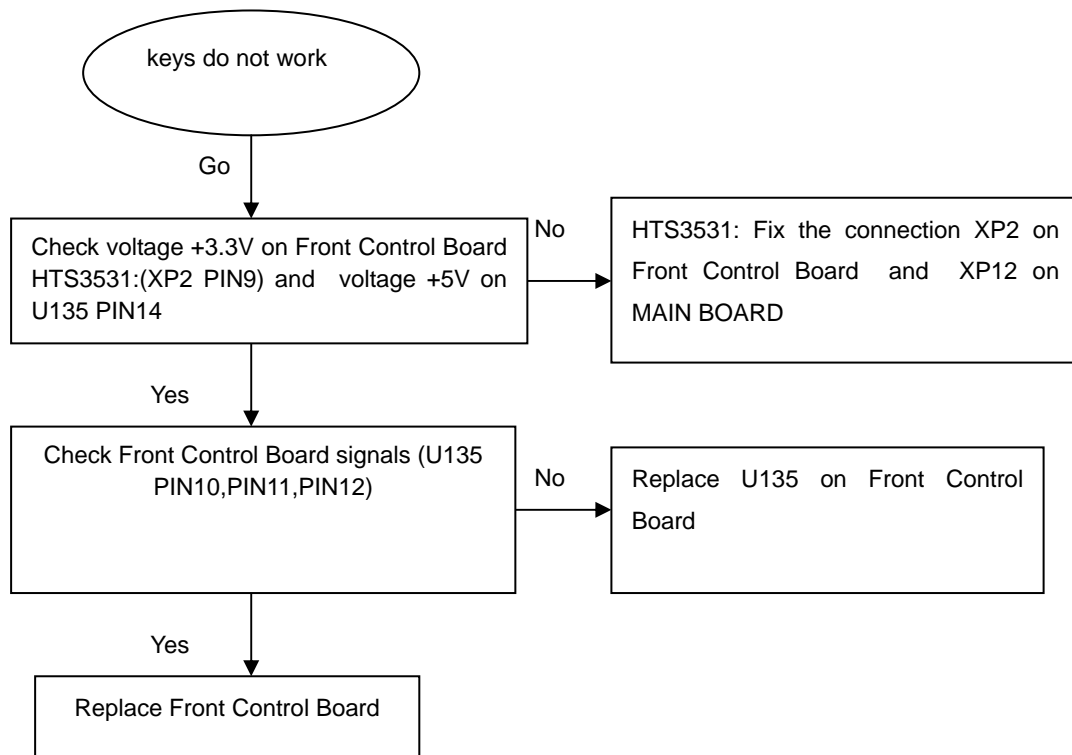 keys do not work
Go
Check voltage +3.3V on Front Control Board
HTS3531:(XP2 PIN9) and voltage +5V on
U135 PIN14
No
HTS3531: Fix the connection XP2 on
Front Control Board and XP12 on
MAIN BOARD
Yes
Check Front Control Board signals (U135
PIN10,PIN11,PIN12)
No
Replace U135 on Front Control
Board
Yes
Replace Front Control Board